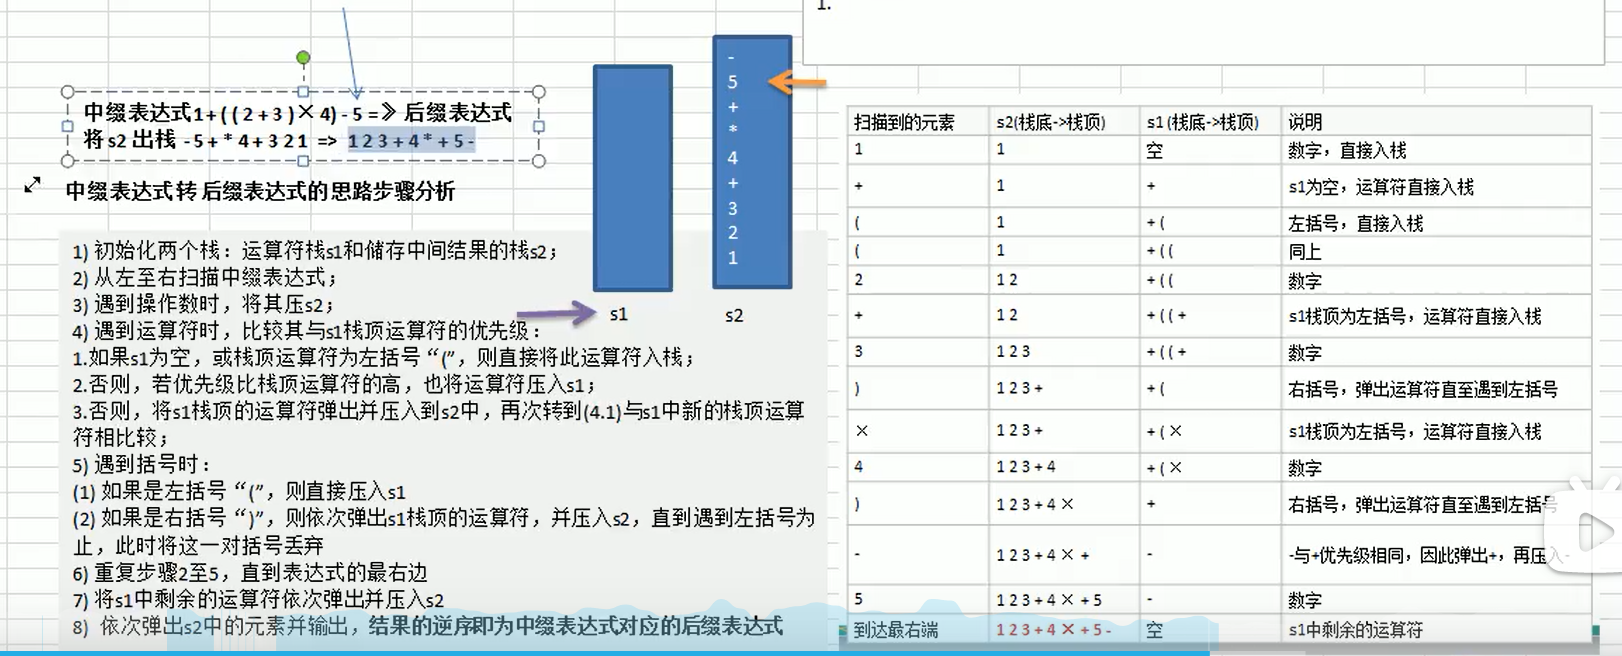 1.
中缀表达式1+((2+3)×4)-5=》后缀表达式
将 s2 出栈 -5+*4+321 => 123+4*+5-
中缀表达式 转 后缀表达式的思路步骤分析
1) 初始化两个栈：运算符栈s1和储存中间结果的栈s2；
2) 从左至右扫描中缀表达式；
3) 遇到操作数时，将其压s2；
4) 遇到运算符时，比较其与s1栈顶运算符的优先级：
1.如果s1为空，或栈顶运算符为左括号“(”，则直接将此运算符入栈；
2.否则，若优先级比栈顶运算符的高，也将运算符压入s1；
3.否则，将s1栈顶的运算符弹出并压入到s2中，再次转到(4.1)与s1中新的栈顶运算
符相比较；
5) 遇到括号时：
(1) 如果是左括号“(”，则直接压入s1
(2) 如果是右括号“)”，则依次弹出s1栈顶的运算符，并压入s2，直到遇到左括号为
止，此时将这一对括号丢弃
6) 重复步骤2至5，直到表达式的最右边
7) 将s1中剩余的运算符依次弹出并压入s2
8) 依次弹出s2中的元素并输出，结果的逆序即为中缀表达式对应的后缀表达式
-
5
+
*
4
+
3
2
1
s1
s2
扫描到的元素 s2(栈底->栈顶) s1 (栈底->栈顶) 说明
1 1 空 数字，直接入栈
+ 1 + s1为空，运算符直接入栈
( 1 + ( 左括号，直接入栈
( 1 + ( ( 同上
2 1 2 + ( ( 数字
+ 1 2 + ( ( + s1栈顶为左括号，运算符直接入栈
3 1 2 3 + ( ( + 数字
) 1 2 3 + + ( 右括号，弹出运算符直至遇到左括号
× 1 2 3 + + ( × s1栈顶为左括号，运算符直接入栈
4 1 2 3 + 4 + ( × 数字
) 1 2 3 + 4 × + 右括号，弹出运算符直至遇到左括号
- 1 2 3 + 4 × + - -与+优先级相同，因此弹出+，再压入-
5 1 2 3 + 4 × + 5 - 数字
到达最右端 1 2 3 + 4 × + 5 - 空 s1中剩余的运算符